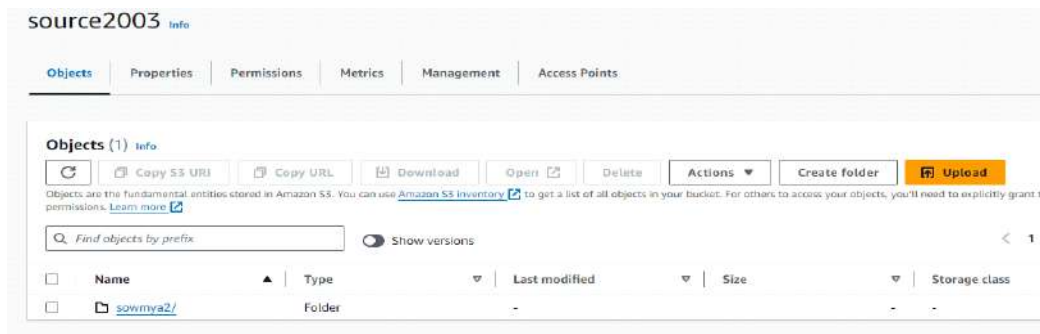 source2003 Info
Objects Properties Permissions Metrics Management Access Points
Objects (1) Info
Copy S3 URI Copy URL Download Open Delete Actions Create folder Upload
Objects are the fundamental entities stored in Amazon S3. You can use Amazon S3 inventory to get a list of all objects in your bucket. For others to access your objects, you'll need to explicitly grant
permissions. Learn more
Find objects by prefix Show versions < 1
Name Type Last modified Size Storage class
sowmya2/ Folder - - -